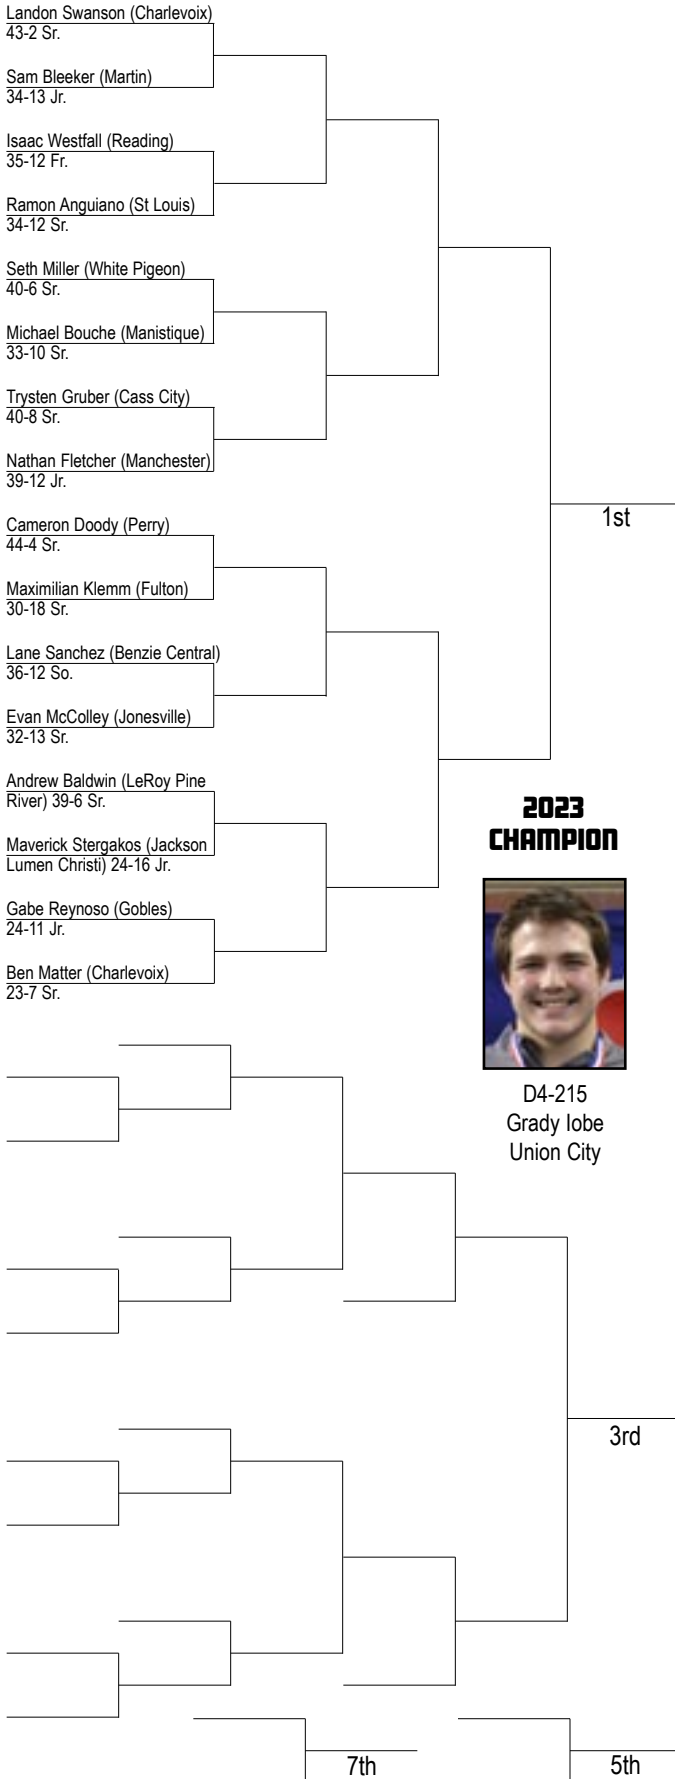 Landon Swanson (Charlevoix)
43-2 Sr.
Sam Bleeker (Martin)
34-13 Jr.
Isaac Westfall (Reading)
35-12 Fr.
Ramon Anguiano (St Louis)
34-12 Sr.
Seth Miller (White Pigeon)
40-6 Sr.
Michael Bouche (Manistique)
33-10 Sr.
Trysten Gruber (Cass City)
40-8 Sr.
Nathan Fletcher (Manchester)
39-12 Jr.
Cameron Doody (Perry)
44-4 Sr.
Maximilian Klemm (Fulton)
30-18 Sr.
Lane Sanchez (Benzie Central)
36-12 So.
Evan McColley (Jonesville)
32-13 Sr.
Andrew Baldwin (LeRoy Pine
River) 39-6 Sr.
Maverick Stergakos (Jackson
Lumen Christi) 24-16 Jr.
Gabe Reynoso (Gobles)
24-11 Jr.
Ben Matter (Charlevoix)
23-7 Sr.
1st
2023
CHAMPION
D4-215
Grady Iobe
Union City
3rd
7th
5th